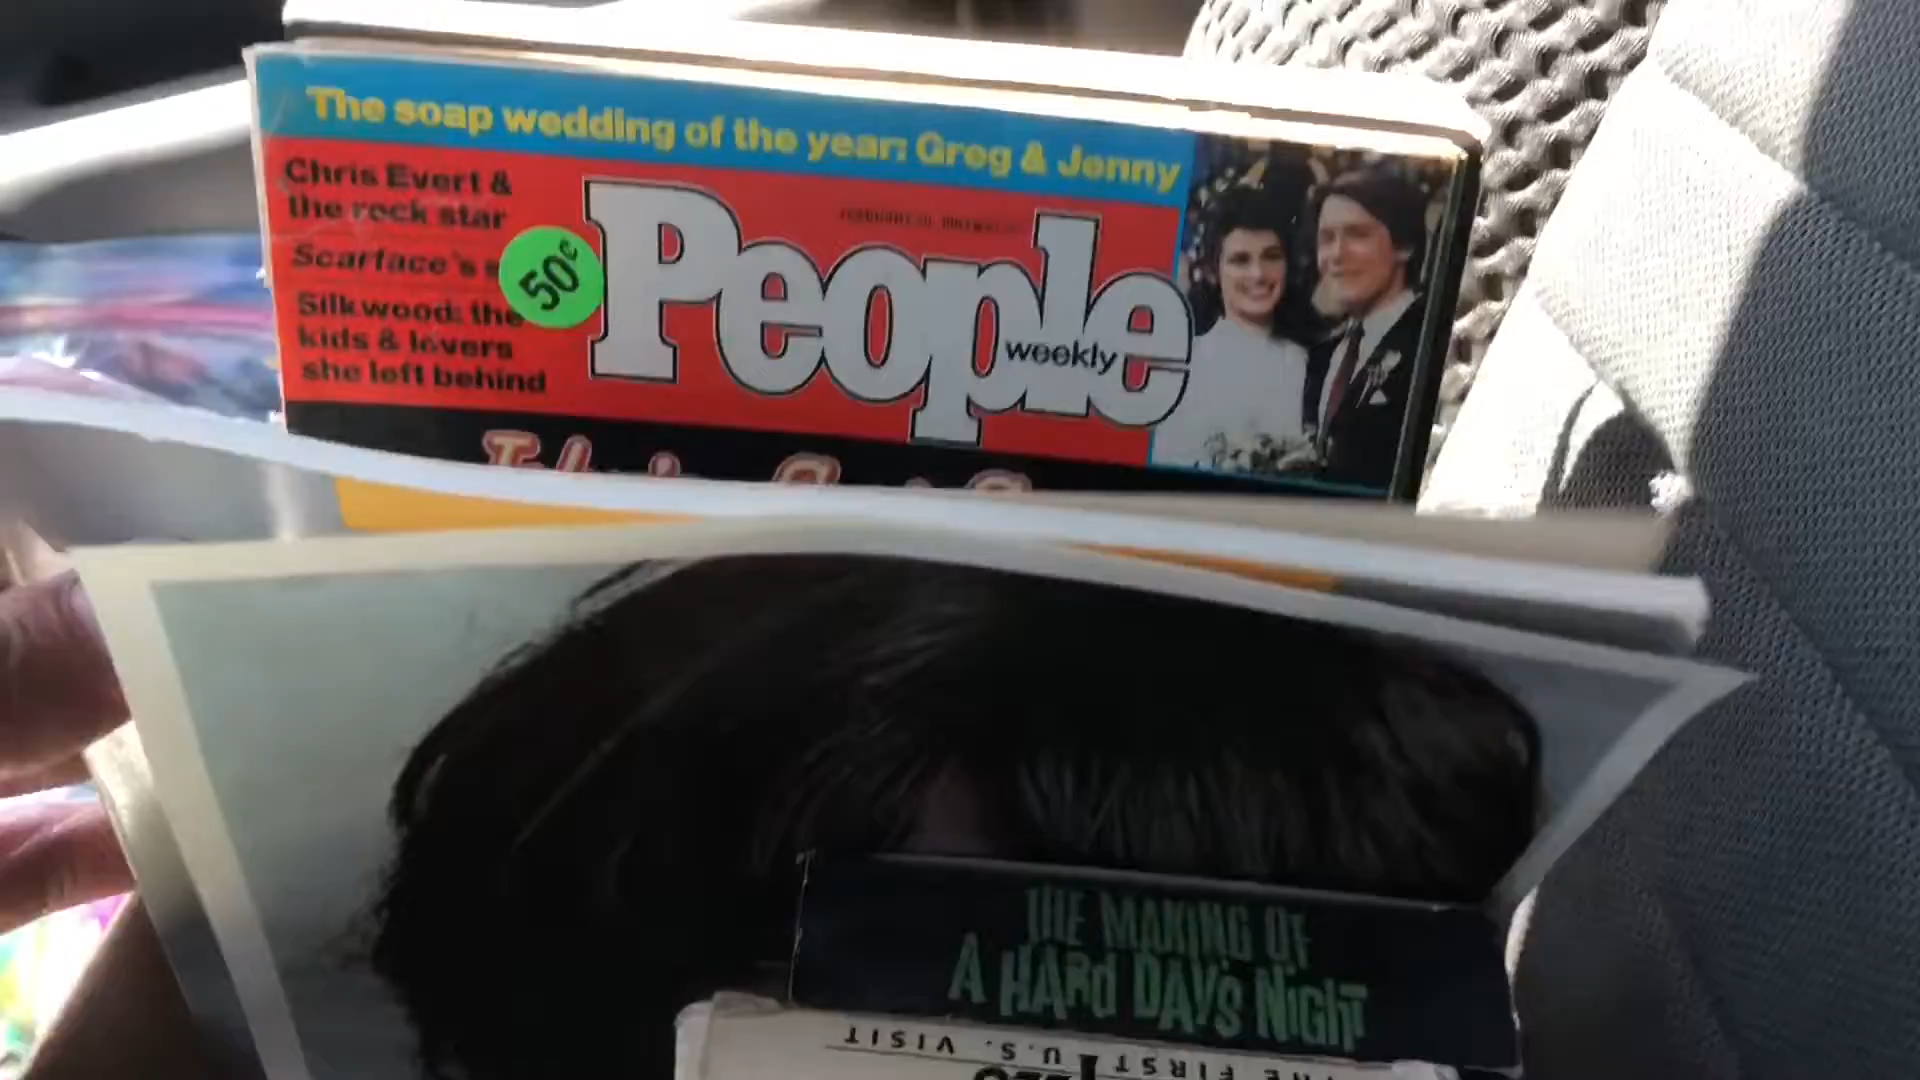 The soap wedding of the year: Greg & Jenny
Chris Evert &
the rock star
Scarface's
Silkwood: the
kids & lovers
she left behind
50¢
People
weekly
THE MAKING OF
A HARD DAY'S NIGHT
THE FIRST U.S. VISIT